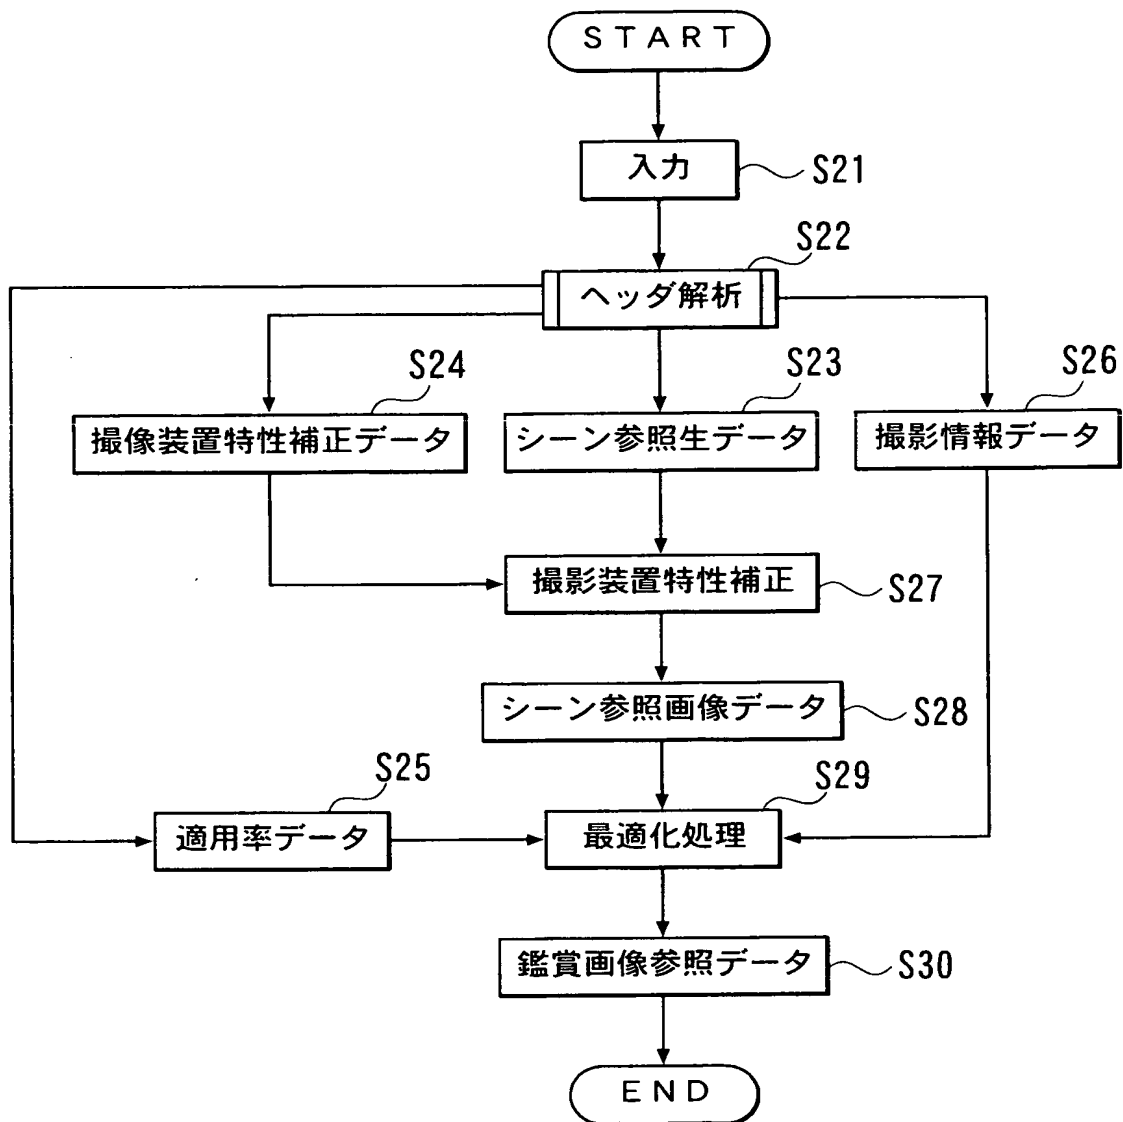 START
入力
S21
S22
ヘッダ解析
S24
S23
S26
撮像装置特性補正データ
シーン参照生データ
撮影情報データ
撮影装置特性補正
S27
シーン参照画像データ
S28
S25
S29
適用率データ
最適化処理
鑑賞画像参照データ
S30
END